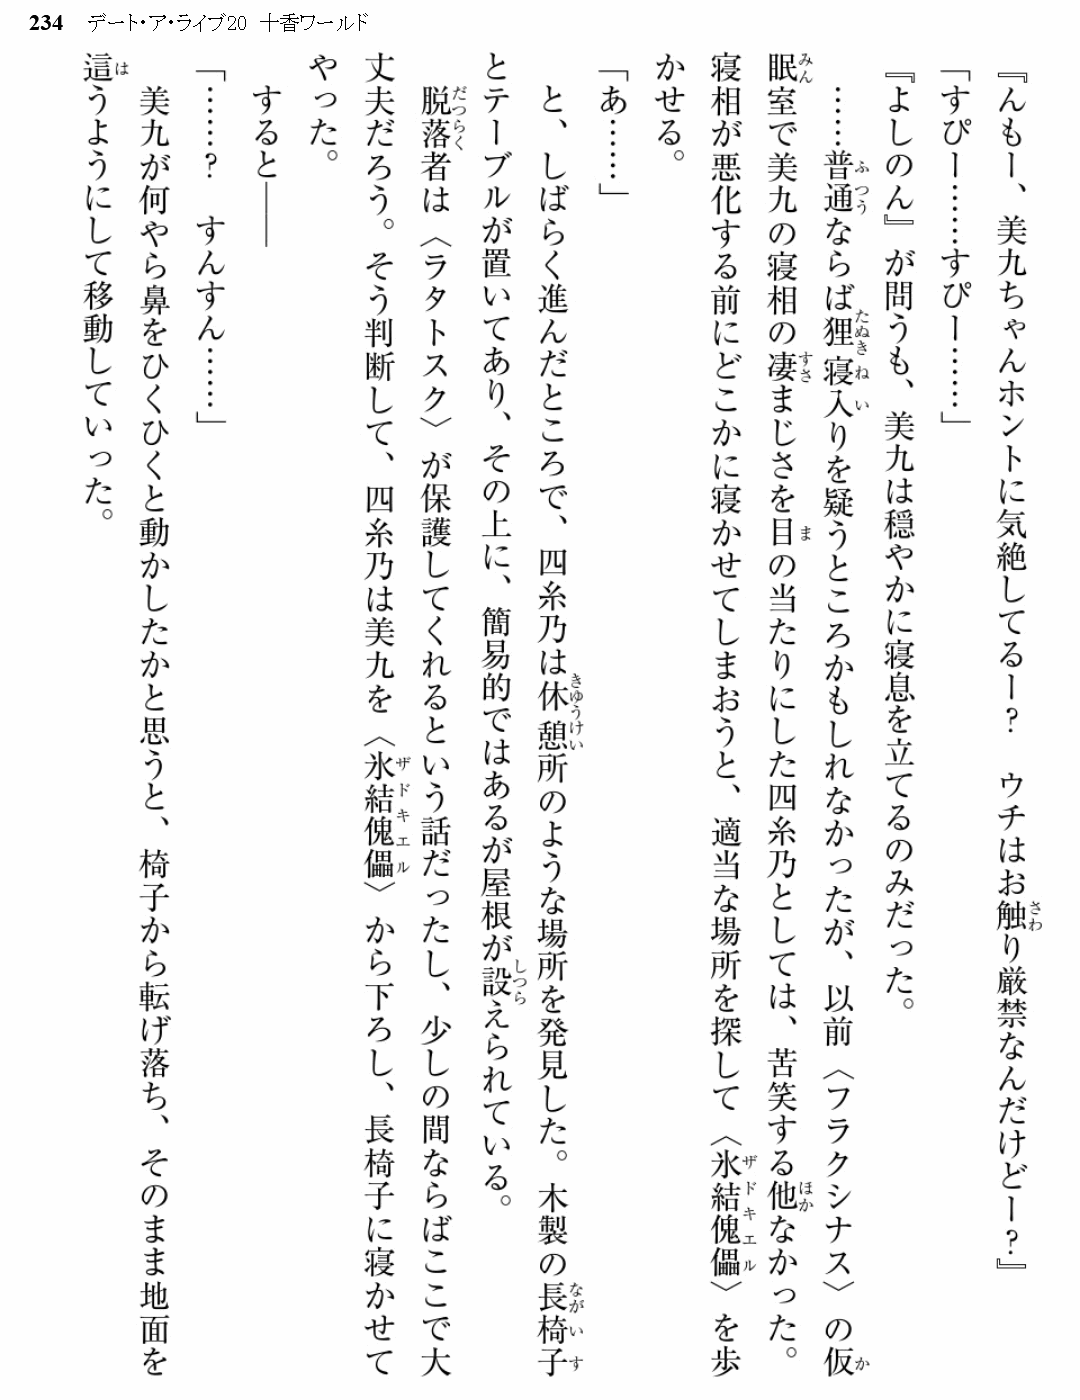 234 デート・ア・ライブ20 十香ワールド
『んもー、美九ちゃんホントに気絶してるー? ウチはお触り厳禁なんだけどー?』
「すぴー……すぴー……」
『よしのん』が問うも、美九は穏やかに寝息を立てるのみだった。
……普通ならば狸寝入りを疑うところかもしれなかったが、以前〈フラクシナス〉の仮
眠室で美九の寝相の凄まじさを目の当たりにした四糸乃としては、苦笑する他なかった。
寝相が悪化する前にどこかに寝かせてしまおうと、適当な場所を探して〈氷結傀儡〉を歩
かせる。
「あ……」
と、しばらく進んだところで、四糸乃は休憩所のような場所を発見した。木製の長椅子
とテーブルが置いてあり、その上に、簡易的ではあるが屋根が設えられている。
脱落者は〈ラタトスク〉が保護してくれるという話だったし、少しの間ならばここで大
丈夫だろう。そう判断して、四糸乃は美九を〈氷結傀儡〉から下ろし、長椅子に寝かせて
やった。
すると――
「……? すんすん……」
美九が何やら鼻をひくひくと動かしたかと思うと、椅子から転げ落ち、そのまま地面を
這うようにして移動していった。